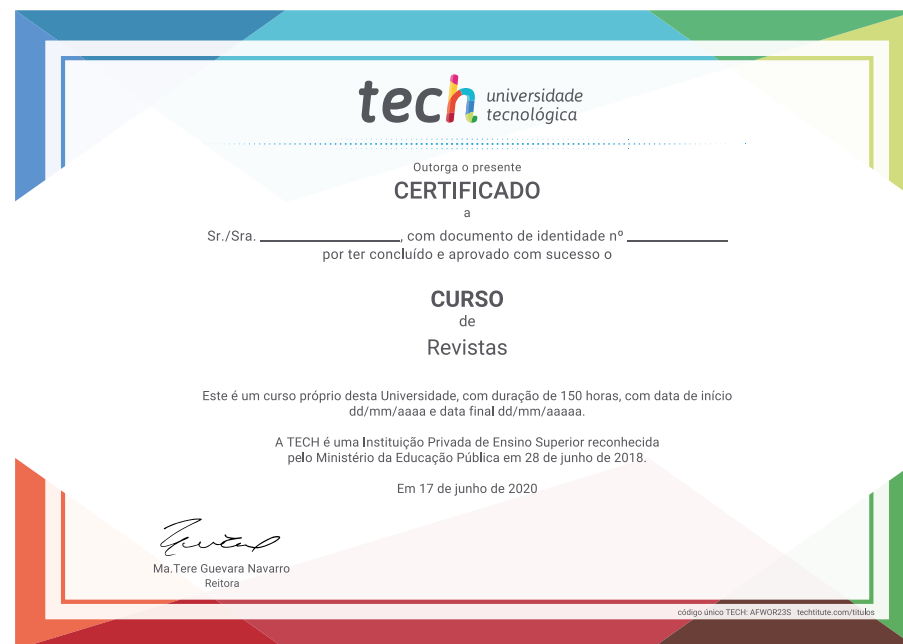 tech universidade
tecnológica
Outorga o presente
CERTIFICADO
a
Sr./Sra. ____________, com documento de identidade nº ____________
por ter concluído e aprovado com sucesso o
CURSO
de
Revistas
Este é um curso próprio desta Universidade, com duração de 150 horas, com data de início
dd/mm/aaaa e data final dd/mm/aaaaa.
A TECH é uma Instituição Privada de Ensino Superior reconhecida
pelo Ministério da Educação Pública em 28 de junho de 2018.
Em 17 de junho de 2020
Ma.Tere Guevara Navarro
Reitora
código único TECH: AFWOR23S techtitute.com/titulos